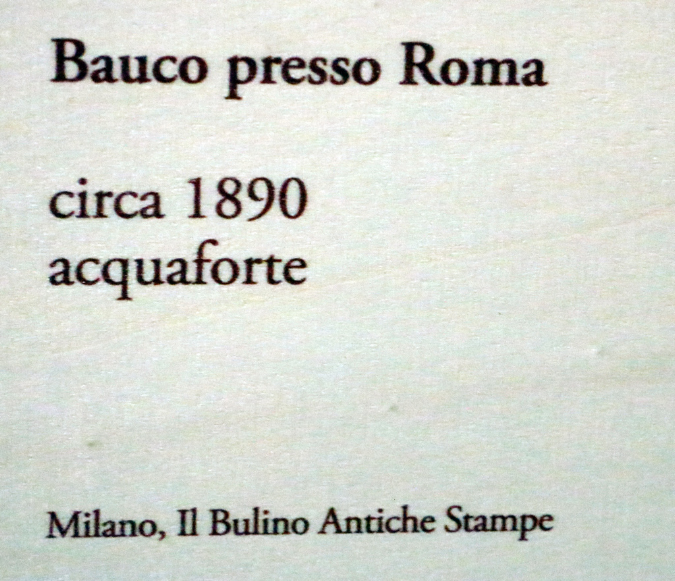 Bauco presso Roma
circa 1890
acquaforte
Milano, Il Bulino Antiche Stampe